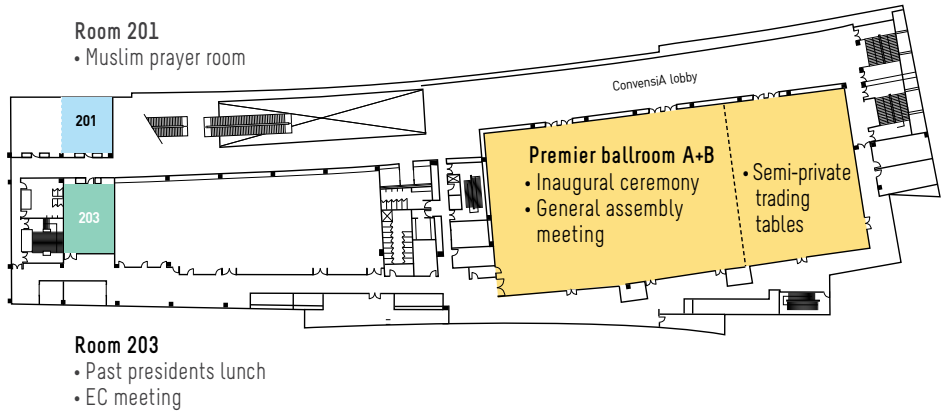 Room 201
• Muslim prayer room
ConvensiA lobby
201
Premier ballroom A+B
• Inaugural ceremony
• General assembly
meeting
• Semi-private
trading
tables
203
Room 203
• Past presidents lunch
• EC meeting